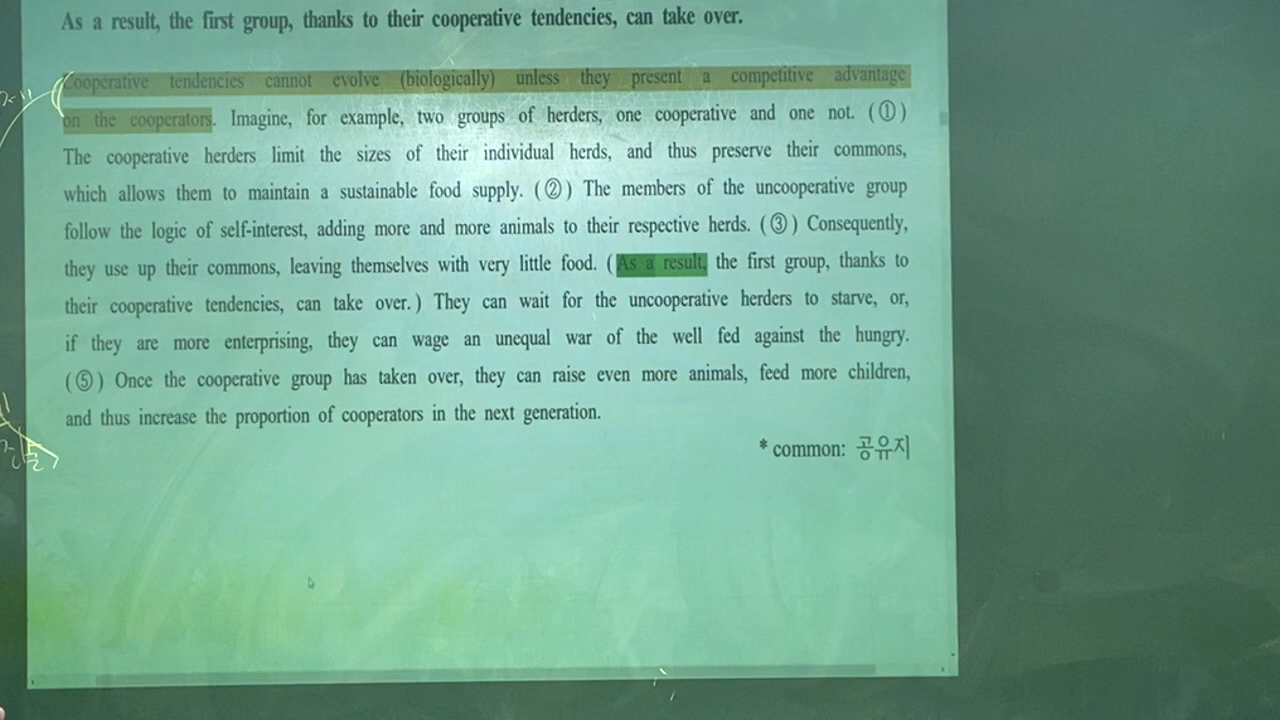 As a result, the first group, thanks to their cooperative tendencies, can take over.
Cooperative tendencies cannot evolve (biologically) unless they present a competitive advantage
on the cooperators. Imagine, for example, two groups of herders, one cooperative and one not. (①)
The cooperative herders limit the sizes of their individual herds, and thus preserve their commons,
which allows them to maintain a sustainable food supply. (②) The members of the uncooperative group
follow the logic of self-interest, adding more and more animals to their respective herds. (③) Consequently,
they use up their commons, leaving themselves with very little food. (As a result, the first group, thanks to
their cooperative tendencies, can take over.) They can wait for the uncooperative herders to starve, or,
if they are more enterprising, they can wage an unequal war of the well fed against the hungry.
(⑤) Once the cooperative group has taken over, they can raise even more animals, feed more children,
and thus increase the proportion of cooperators in the next generation.
* common: 공유지